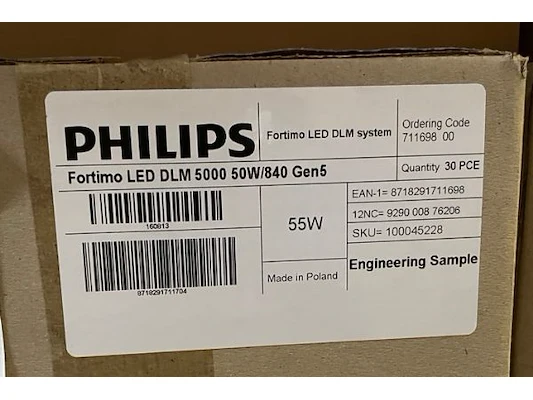 PHILIPS
Fortimo LED DLM system
Ordering Code
711698 00
Fortimo LED DLM 5000 50W/840 Gen5
Quantity 30 PCE
160813
55W
EAN-1= 8718291711698
12NC= 9290 008 76206
SKU= 100045228
8718291711704
Made in Poland
Engineering Sample